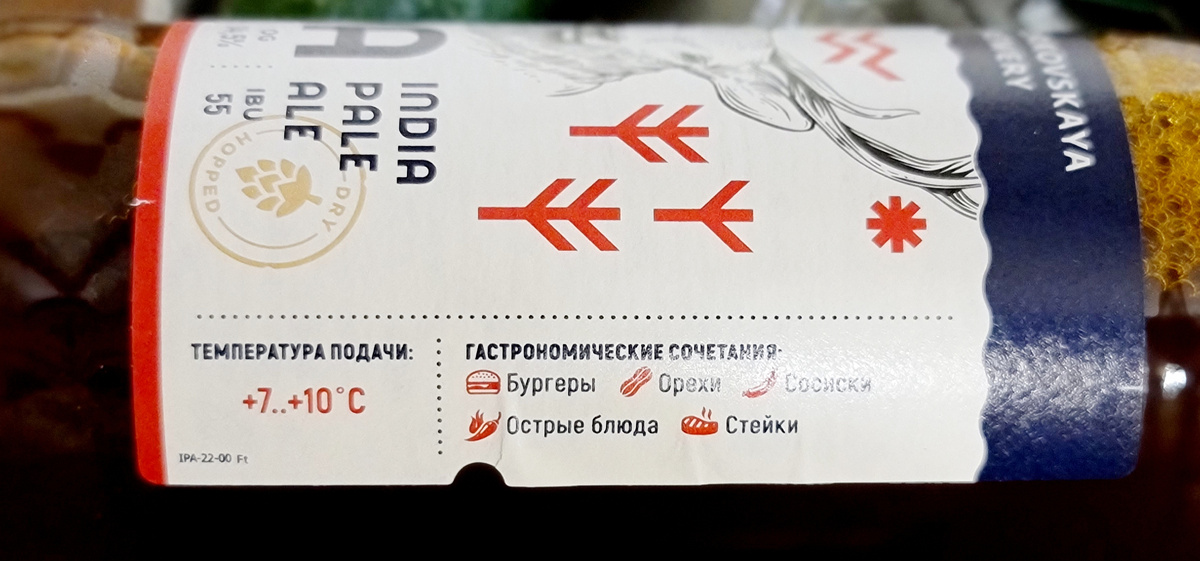 INDIA
PALE
ALE
IBU
55
DRY
HOPPED
ТЕМПЕРАТУРА ПОДАЧИ:
+7..+10°C
IPA-22-00 Ft
ГАСТРОНОМИЧЕСКИЕ СОЧЕТАНИЯ:
Бургеры Орехи Сосиски
Острые блюда Стейки